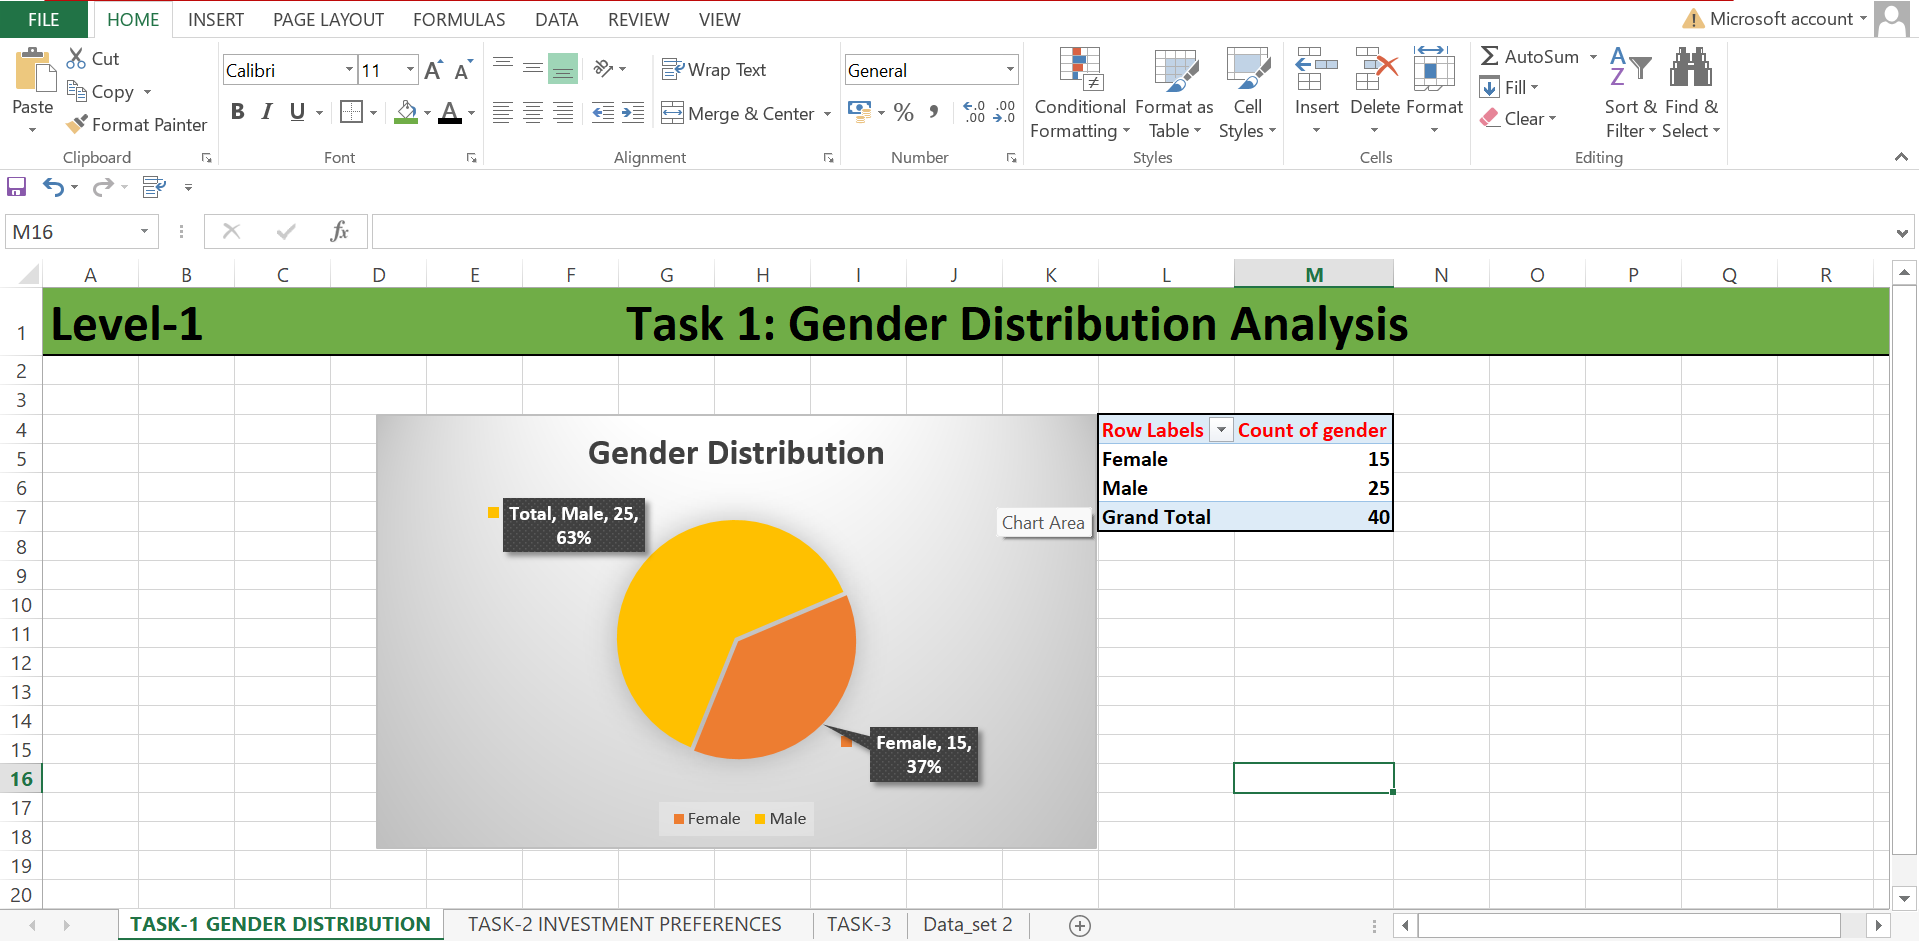 FILE HOME INSERT PAGE LAYOUT FORMULAS DATA REVIEW VIEW Microsoft account
Paste
Cut
Copy
Format Painter
Clipboard
Calibri 11
B I U A
Font
Wrap Text
Merge & Center
Alignment
General
% ,
Number
Conditional Formatting
Format as Table
Cell Styles
Styles
Insert Delete Format
Cells
AutoSum
Fill
Clear
Sort & Filter
Find & Select
Editing
M16 fx
A B C D E F G H I J K L M N O P Q R
1 Level-1 Task 1: Gender Distribution Analysis
2
3
4 Row Labels Count of gender
5 Female 15
6 Male 25
7 Grand Total 40
8
9
10
11
12
13
14
15
16
17
18
19
20
Gender Distribution
Total, Male, 25,
63%
Chart Area
Female, 15,
37%
Female Male
TASK-1 GENDER DISTRIBUTION TASK-2 INVESTMENT PREFERENCES TASK-3 Data_set 2